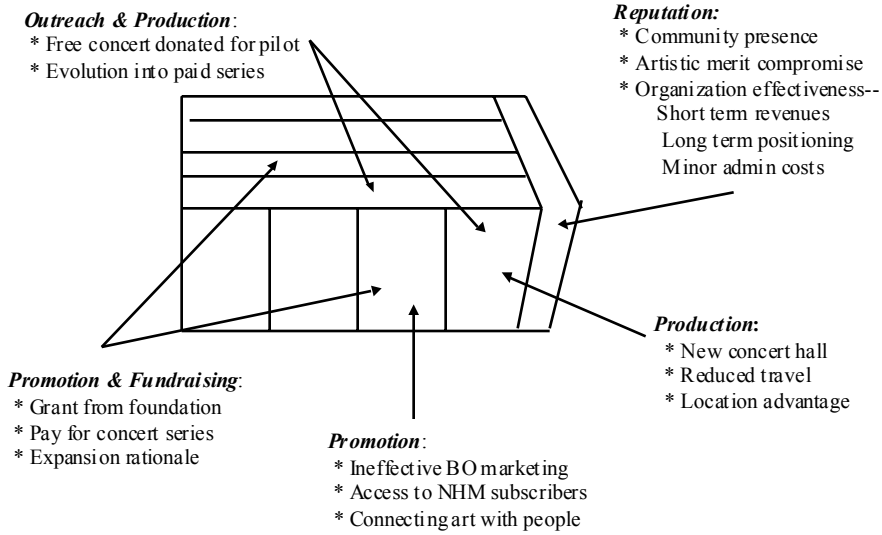 Outreach & Production:
* Free concert donated for pilot
* Evolution into paid series
Reputation:
* Community presence
* Artistic merit compromise
* Organization effectiveness--
Short term revenues
Long term positioning
Minor admin costs
Production:
* New concert hall
* Reduced travel
* Location advantage
Promotion & Fundraising:
* Grant from foundation
* Pay for concert series
* Expansion rationale
Promotion:
* Ineffective BO marketing
* Access to NHM subscribers
* Connecting art with people